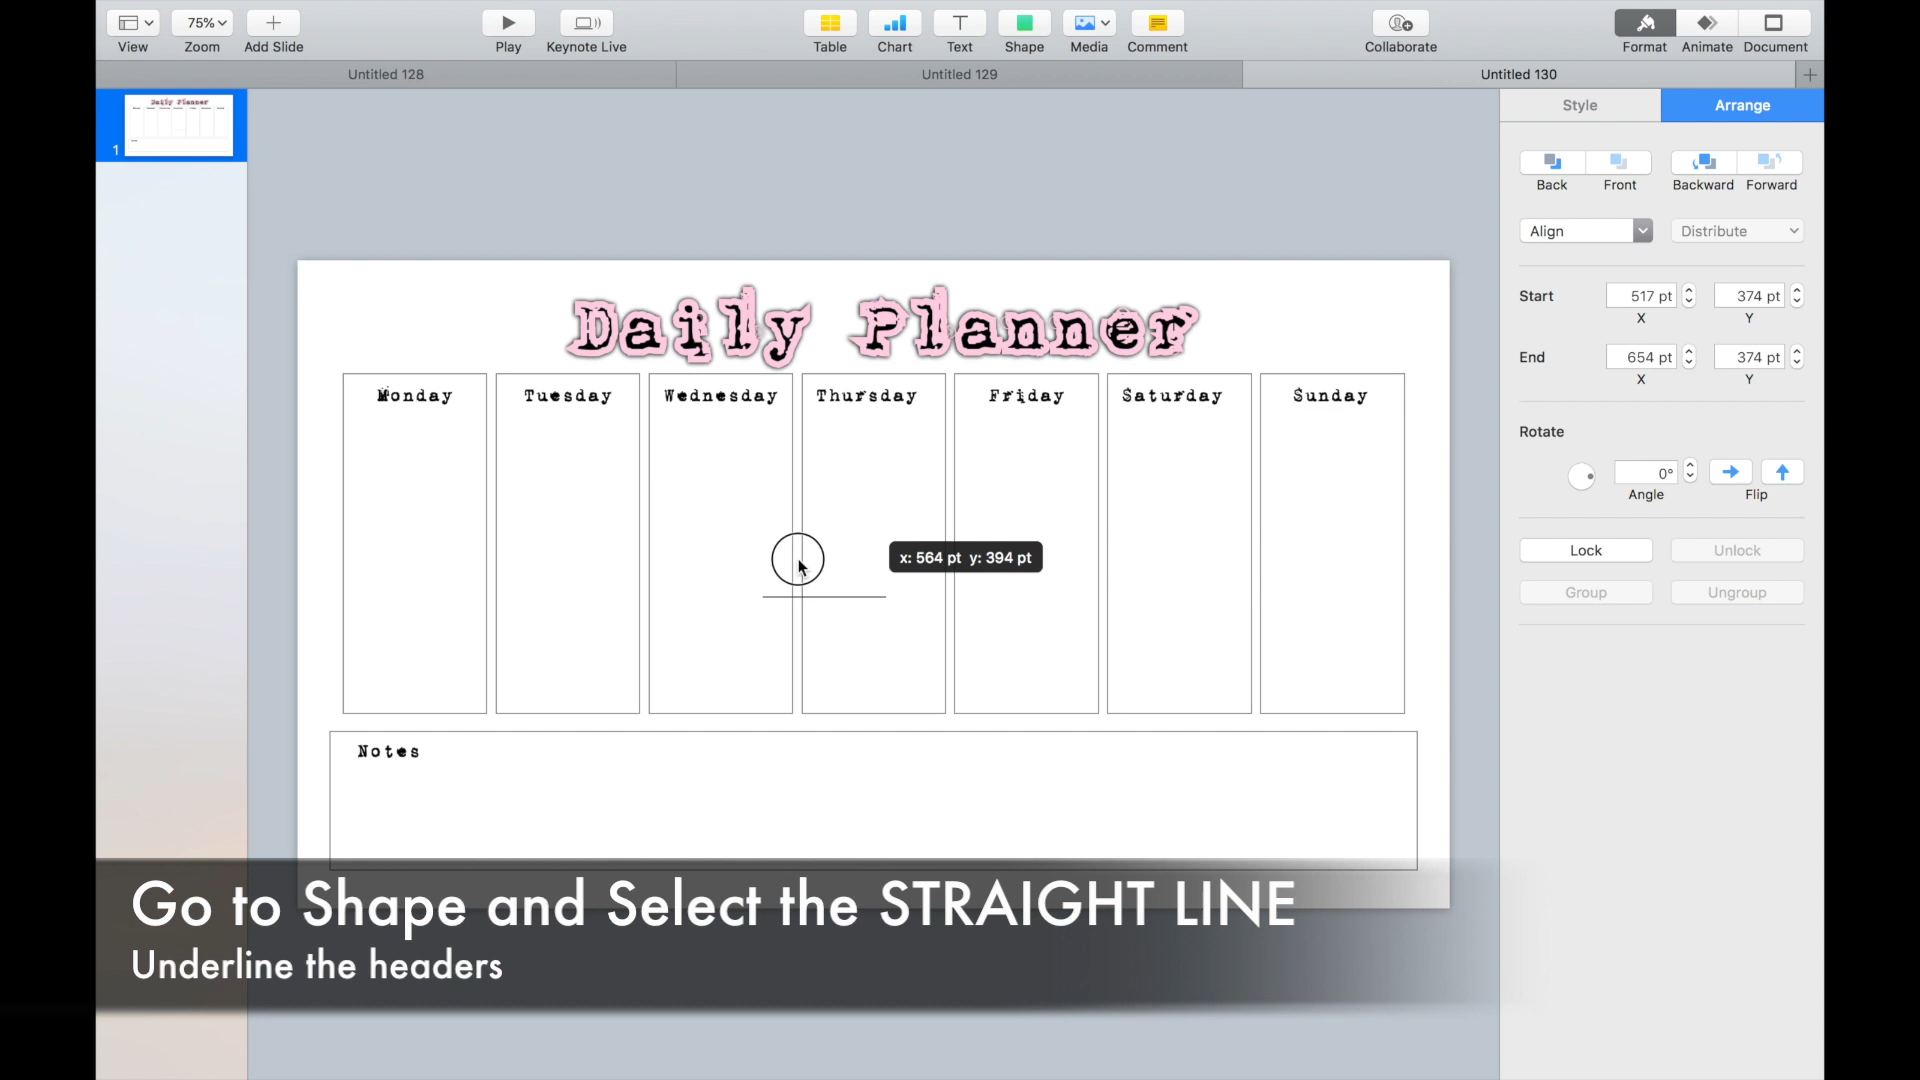 View
75%
Zoom
Add Slide
Play
Keynote Live
Table
Chart
Text
Shape
Media
Comment
Collaborate
Format
Animate
Document
Untitled 128
Untitled 129
Untitled 130
Style
Arrange
Daily Planner
1
Back
Front
Backward
Forward
Align
Distribute
Start
517 pt
374 pt
X
Y
End
654 pt
374 pt
X
Y
Rotate
0°
Angle
Flip
Lock
Unlock
Group
Ungroup
Daily Planner
Monday
Tuesday
Wednesday
Thursday
Friday
Saturday
Sunday
x: 564 pt y: 394 pt
Notes
Go to Shape and Select the STRAIGHT LINE
Underline the headers